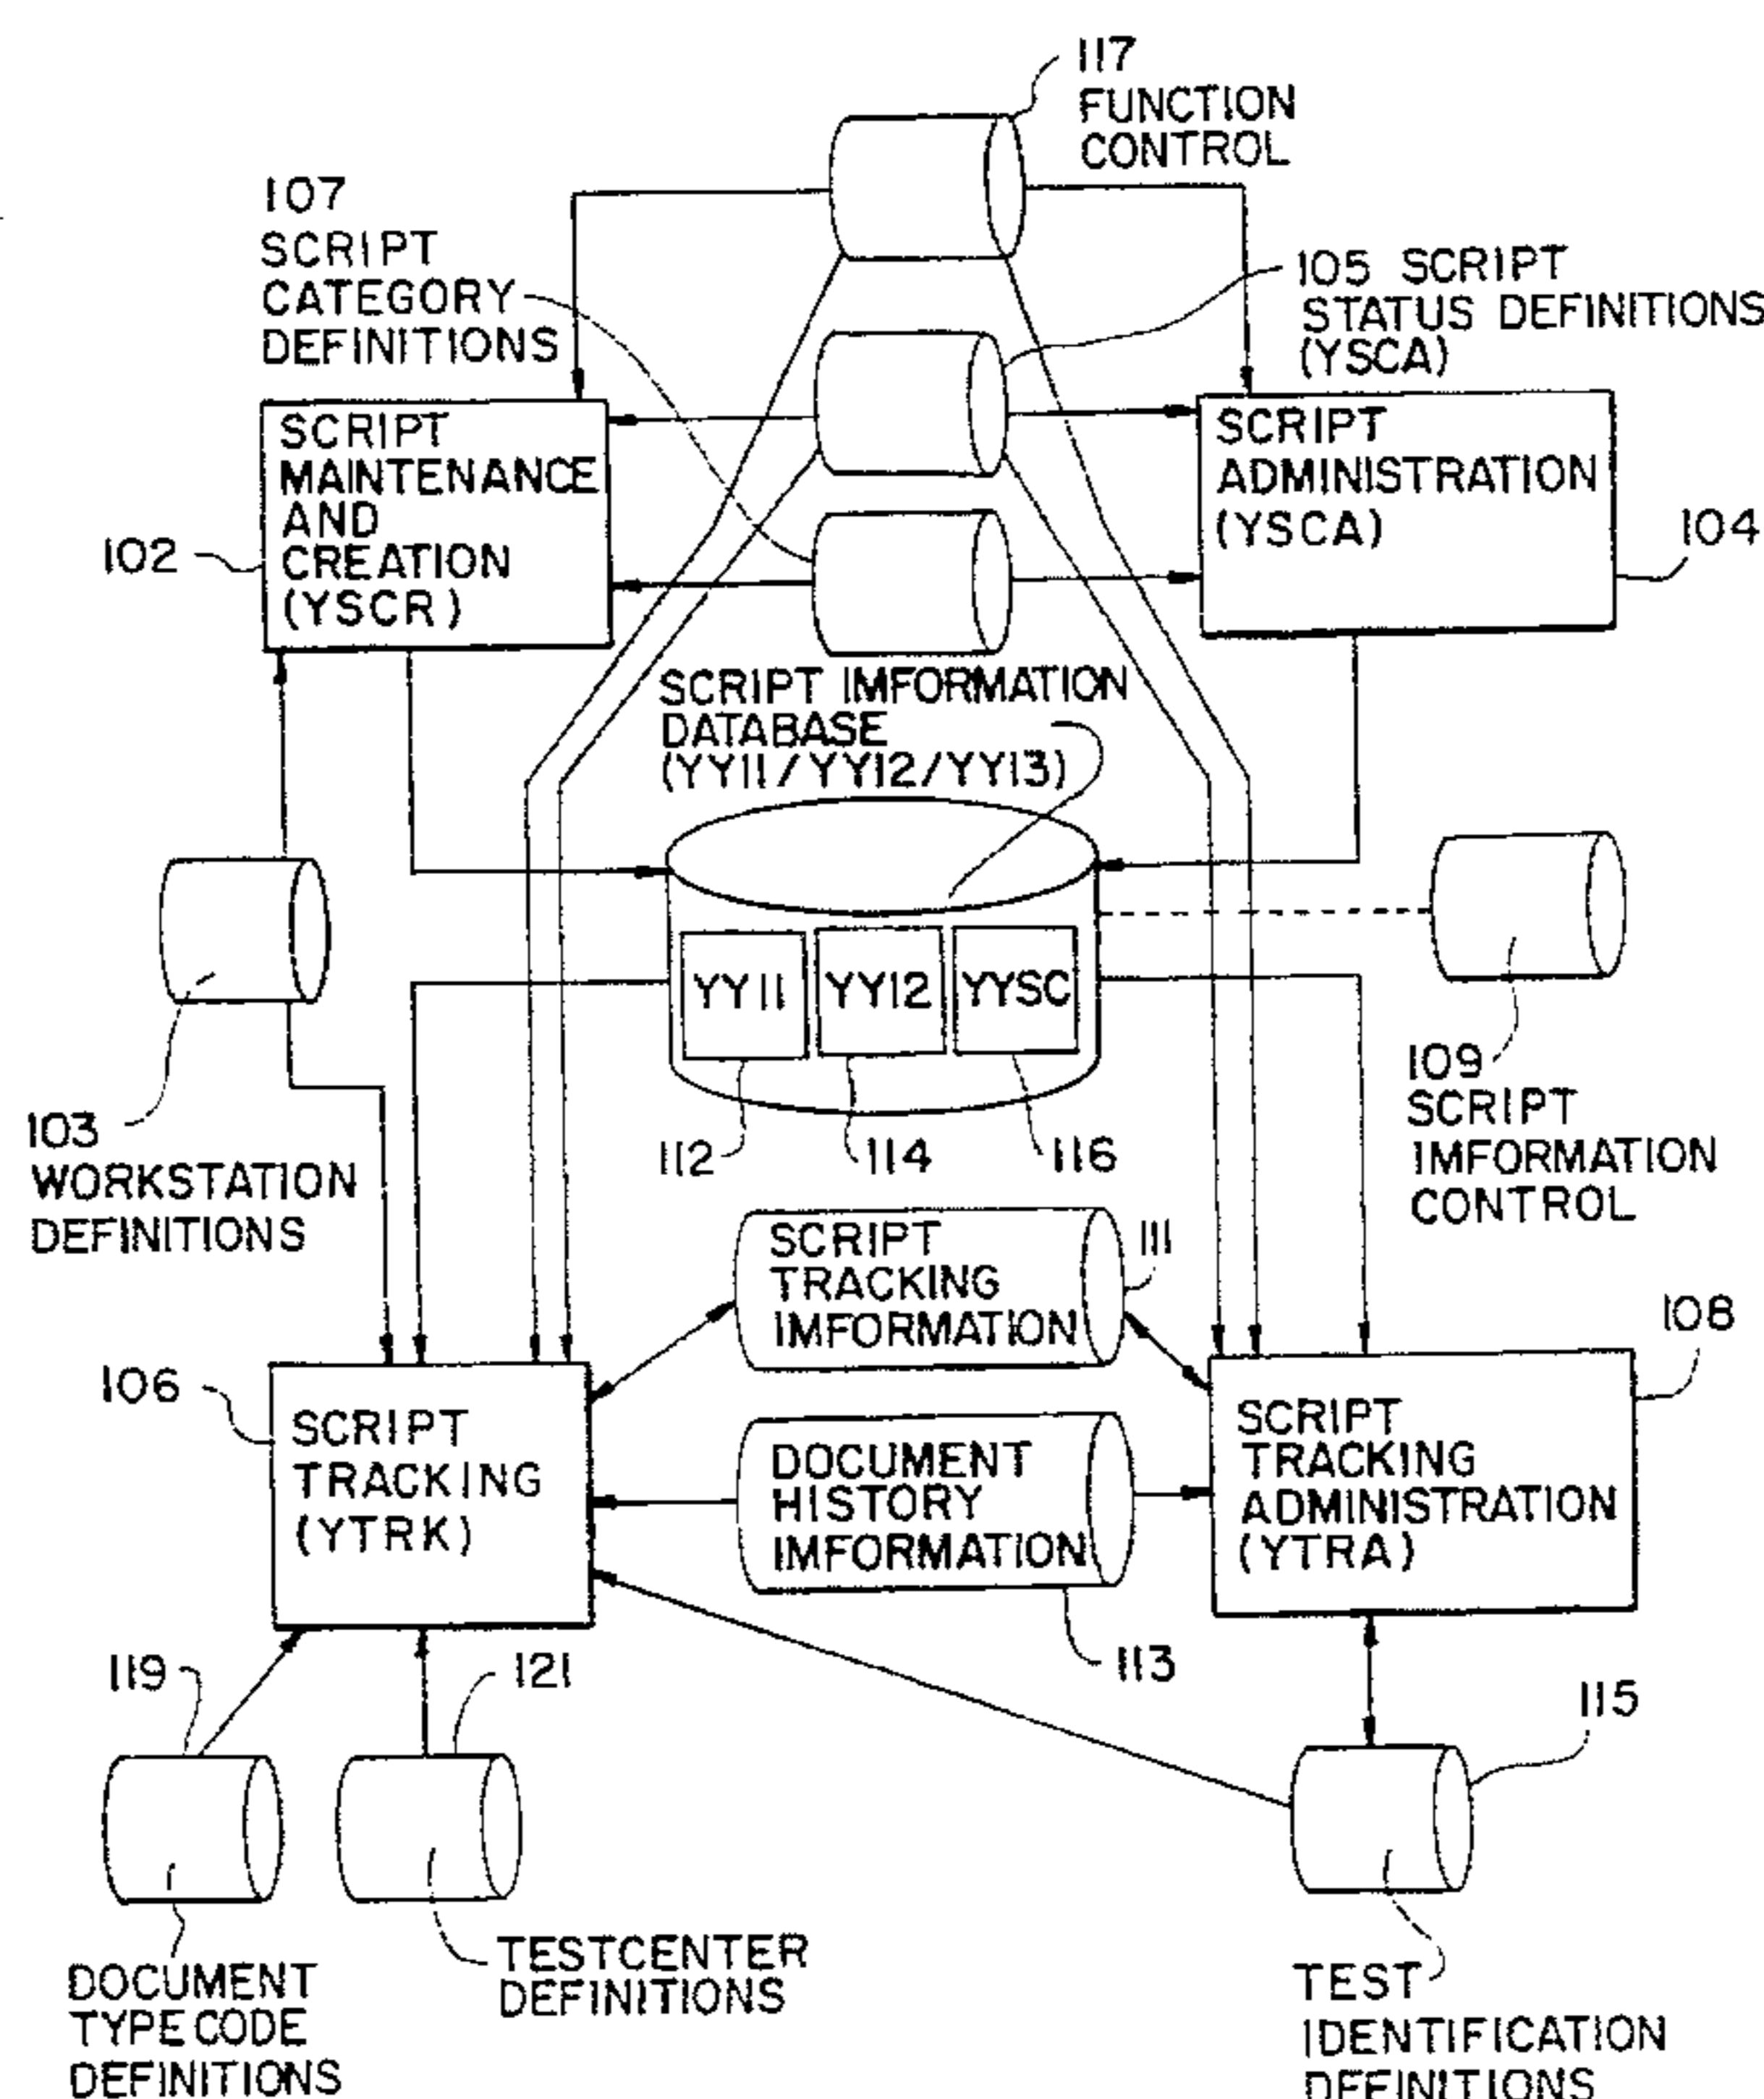 117
FUNCTION
CONTROL
107
SCRIPT
CATEGORY
DEFINITIONS
105 SCRIPT
STATUS DEFINITIONS
(YSCA)
SCRIPT
MAINTENANCE
AND
CREATION
(YSCR)
102
SCRIPT
ADMINISTRATION
(YSCA)
104
SCRIPT IMFORMATION
DATABASE
(YY11/YY12/YY13)
YY11
YY12
YYSC
103
WORKSTATION
DEFINITIONS
112
114
116
109
SCRIPT
IMFORMATION
CONTROL
SCRIPT
TRACKING
IMFORMATION
111
108
106
SCRIPT
TRACKING
(YTRK)
DOCUMENT
HISTORY
IMFORMATION
SCRIPT
TRACKING
ADMINISTRATION
(YTRA)
113
119
121
115
DOCUMENT
TYPECODE
DEFINITIONS
TESTCENTER
DEFINITIONS
TEST
IDENTIFICATION
DEFINITIONS